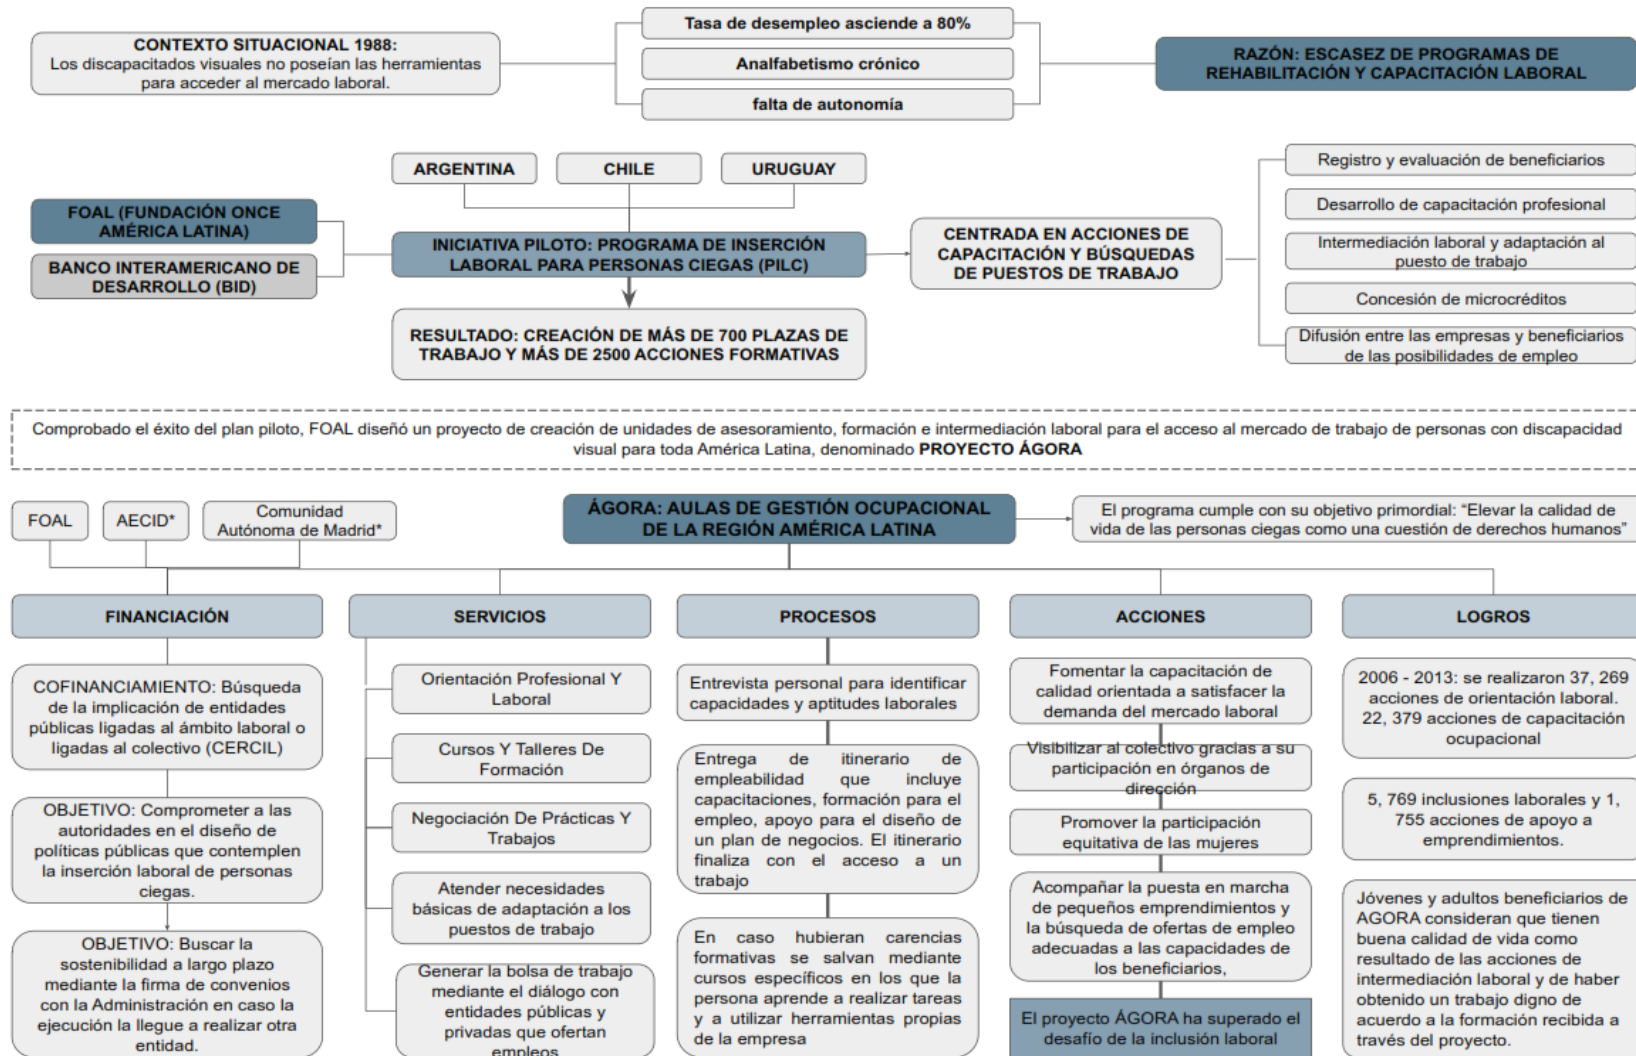 CONTEXTO SITUACIONAL 1988:
Los discapacitados visuales no poseían las herramientas
para acceder al mercado laboral.
Tasa de desempleo asciende a 80%
Analfabetismo crónico
falta de autonomía
RAZÓN: ESCASEZ DE PROGRAMAS DE
REHABILITACIÓN Y CAPACITACIÓN LABORAL
ARGENTINA
CHILE
URUGUAY
FOAL (FUNDACIÓN ONCE
AMÉRICA LATINA)
BANCO INTERAMERICANO DE
DESARROLLO (BID)
INICIATIVA PILOTO: PROGRAMA DE INSERCIÓN
LABORAL PARA PERSONAS CIEGAS (PILC)
RESULTADO: CREACIÓN DE MÁS DE 700 PLAZAS DE
TRABAJO Y MÁS DE 2500 ACCIONES FORMATIVAS
CENTRADA EN ACCIONES DE
CAPACITACIÓN Y BÚSQUEDAS
DE PUESTOS DE TRABAJO
Registro y evaluación de beneficiarios
Desarrollo de capacitación profesional
Intermediación laboral y adaptación al
puesto de trabajo
Concesión de microcréditos
Difusión entre las empresas y beneficiarios
de las posibilidades de empleo
Comprobado el éxito del plan piloto, FOAL diseñó un proyecto de creación de unidades de asesoramiento, formación e intermediación laboral para el acceso al mercado de trabajo de personas con discapacidad
visual para toda América Latina, denominado PROYECTO ÁGORA
FOAL
AECID*
Comunidad
Autónoma de Madrid*
ÁGORA: AULAS DE GESTIÓN OCUPACIONAL
DE LA REGIÓN AMÉRICA LATINA
El programa cumple con su objetivo primordial: “Elevar la calidad de
vida de las personas ciegas como una cuestión de derechos humanos”
FINANCIACIÓN
COFINANCIAMIENTO: Búsqueda
de la implicación de entidades
públicas ligadas al ámbito laboral o
ligadas al colectivo (CERCIL)
OBJETIVO: Comprometer a las
autoridades en el diseño de
políticas públicas que contemplen
la inserción laboral de personas
ciegas.
OBJETIVO: Buscar la
sostenibilidad a largo plazo
mediante la firma de convenios
con la Administración en caso la
ejecución la llegue a realizar otra
entidad.
SERVICIOS
Orientación Profesional Y
Laboral
Cursos Y Talleres De
Formación
Negociación De Prácticas Y
Trabajos
Atender necesidades
básicas de adaptación a los
puestos de trabajo
Generar la bolsa de trabajo
mediante el diálogo con
entidades públicas y
privadas que ofertan
empleos
PROCESOS
Entrevista personal para identificar
capacidades y aptitudes laborales
Entrega de itinerario de
empleabilidad que incluye
capacitaciones, formación para el
empleo, apoyo para el diseño de
un plan de negocios. El itinerario
finaliza con el acceso a un
trabajo
En caso hubieran carencias
formativas se salvan mediante
cursos específicos en los que la
persona aprende a realizar tareas
y a utilizar herramientas propias
de la empresa
ACCIONES
Fomentar la capacitación de
calidad orientada a satisfacer la
demanda del mercado laboral
Visibilizar al colectivo gracias a su
participación en órganos de
dirección
Promover la participación
equitativa de las mujeres
Acompañar la puesta en marcha
de pequeños emprendimientos y
la búsqueda de ofertas de empleo
adecuadas a las capacidades de
los beneficiarios,
El proyecto ÁGORA ha superado el
desafío de la inclusión laboral
LOGROS
2006 - 2013: se realizaron 37, 269
acciones de orientación laboral.
22, 379 acciones de capacitación
ocupacional
5, 769 inclusiones laborales y 1,
755 acciones de apoyo a
emprendimientos.
Jóvenes y adultos beneficiarios de
AGORA consideran que tienen
buena calidad de vida como
resultado de las acciones de
intermediación laboral y de haber
obtenido un trabajo digno de
acuerdo a la formación recibida a
través del proyecto.